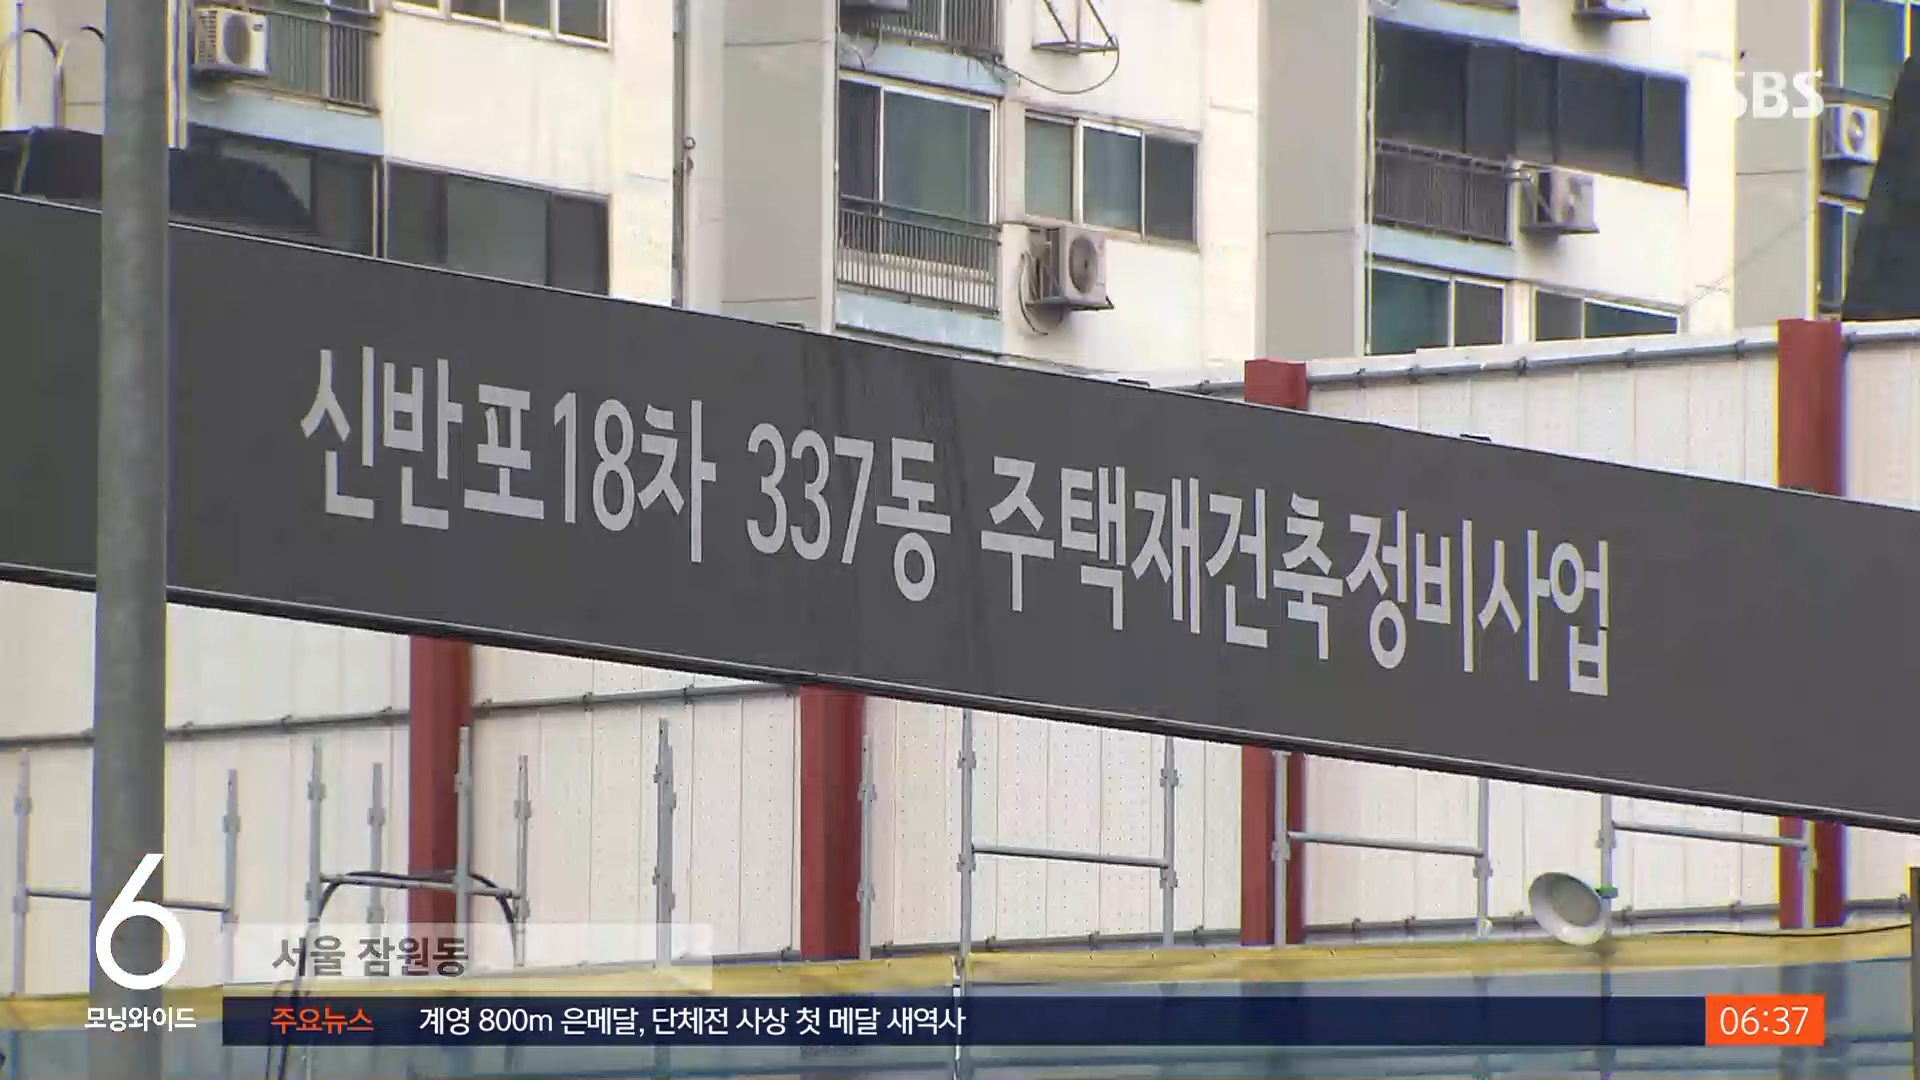 SBS
신반포18차 337동 주택재건축정비사업
서울 잠원동
6
모닝와이드
주요뉴스 계영 800m 은메달, 단체전 사상 첫 메달 새역사 06:37